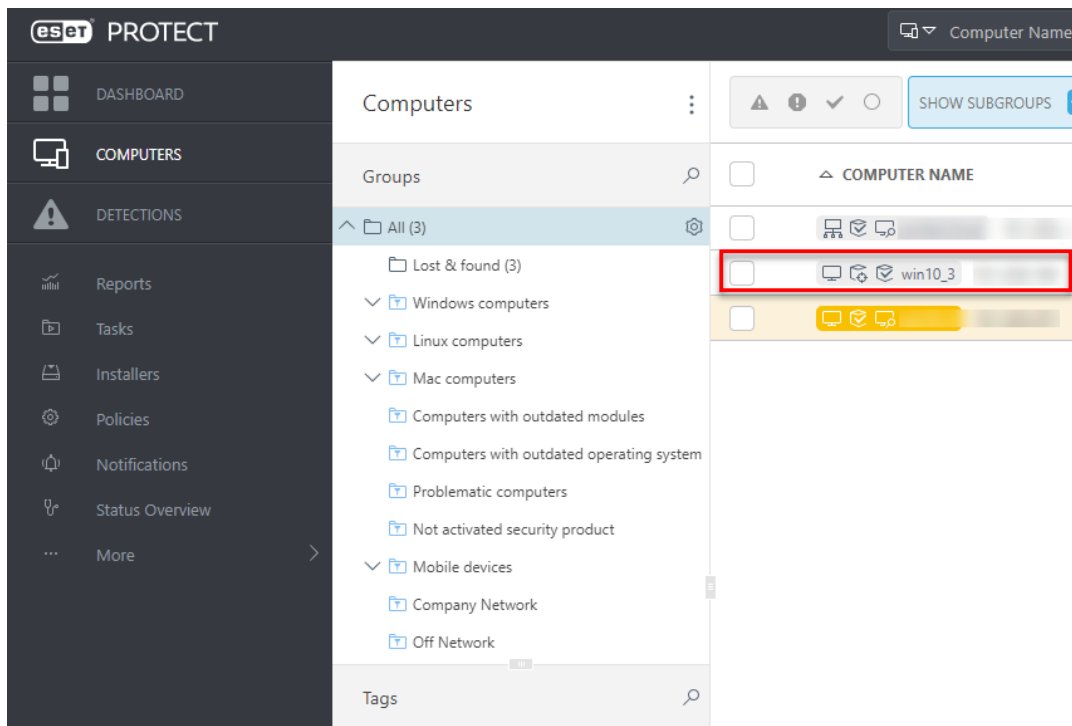 eset PROTECT
Computer Name
DASHBOARD
COMPUTERS
DETECTIONS
Reports
Tasks
Installers
Policies
Notifications
Status Overview
More
Computers
Groups
All (3)
Lost & found (3)
Windows computers
Linux computers
Mac computers
Computers with outdated modules
Computers with outdated operating system
Problematic computers
Not activated security product
Mobile devices
Company Network
Off Network
Tags
SHOW SUBGROUPS
COMPUTER NAME
win10_3